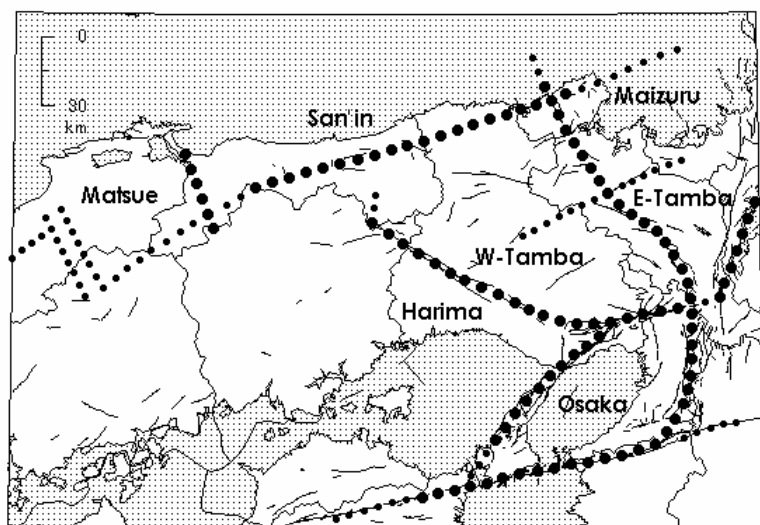 0
30
km
San'in
Maizuru
Matsue
E-Tamba
W-Tamba
Harima
Osaka